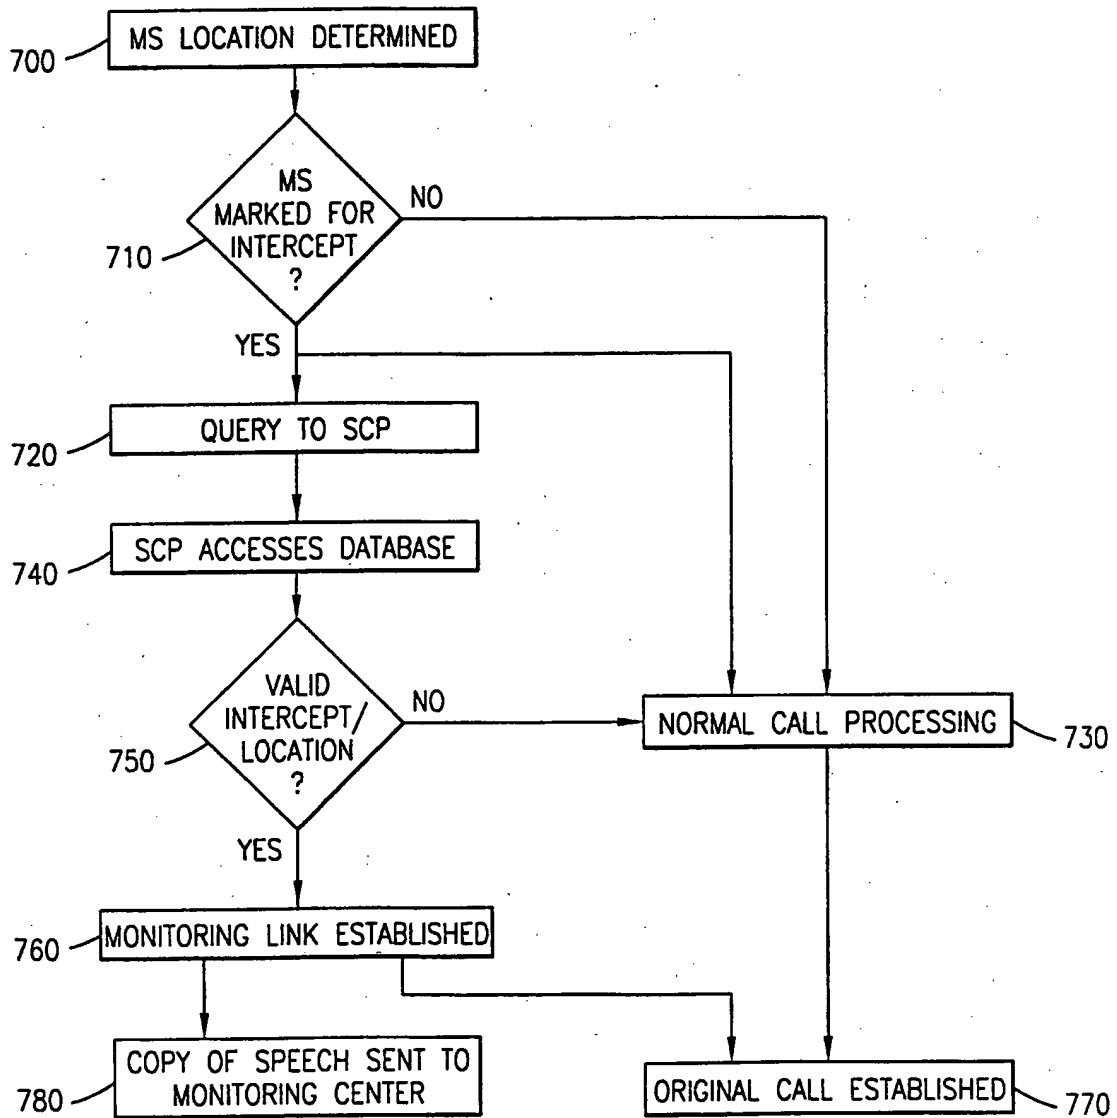 MS LOCATION DETERMINED
700
MS
MARKED FOR
INTERCEPT
?
710
NO
YES
QUERY TO SCP
720
SCP ACCESSES DATABASE
740
VALID
INTERCEPT/
LOCATION
?
750
NO
NORMAL CALL PROCESSING
730
YES
MONITORING LINK ESTABLISHED
760
COPY OF SPEECH SENT TO
MONITORING CENTER
780
ORIGINAL CALL ESTABLISHED
770